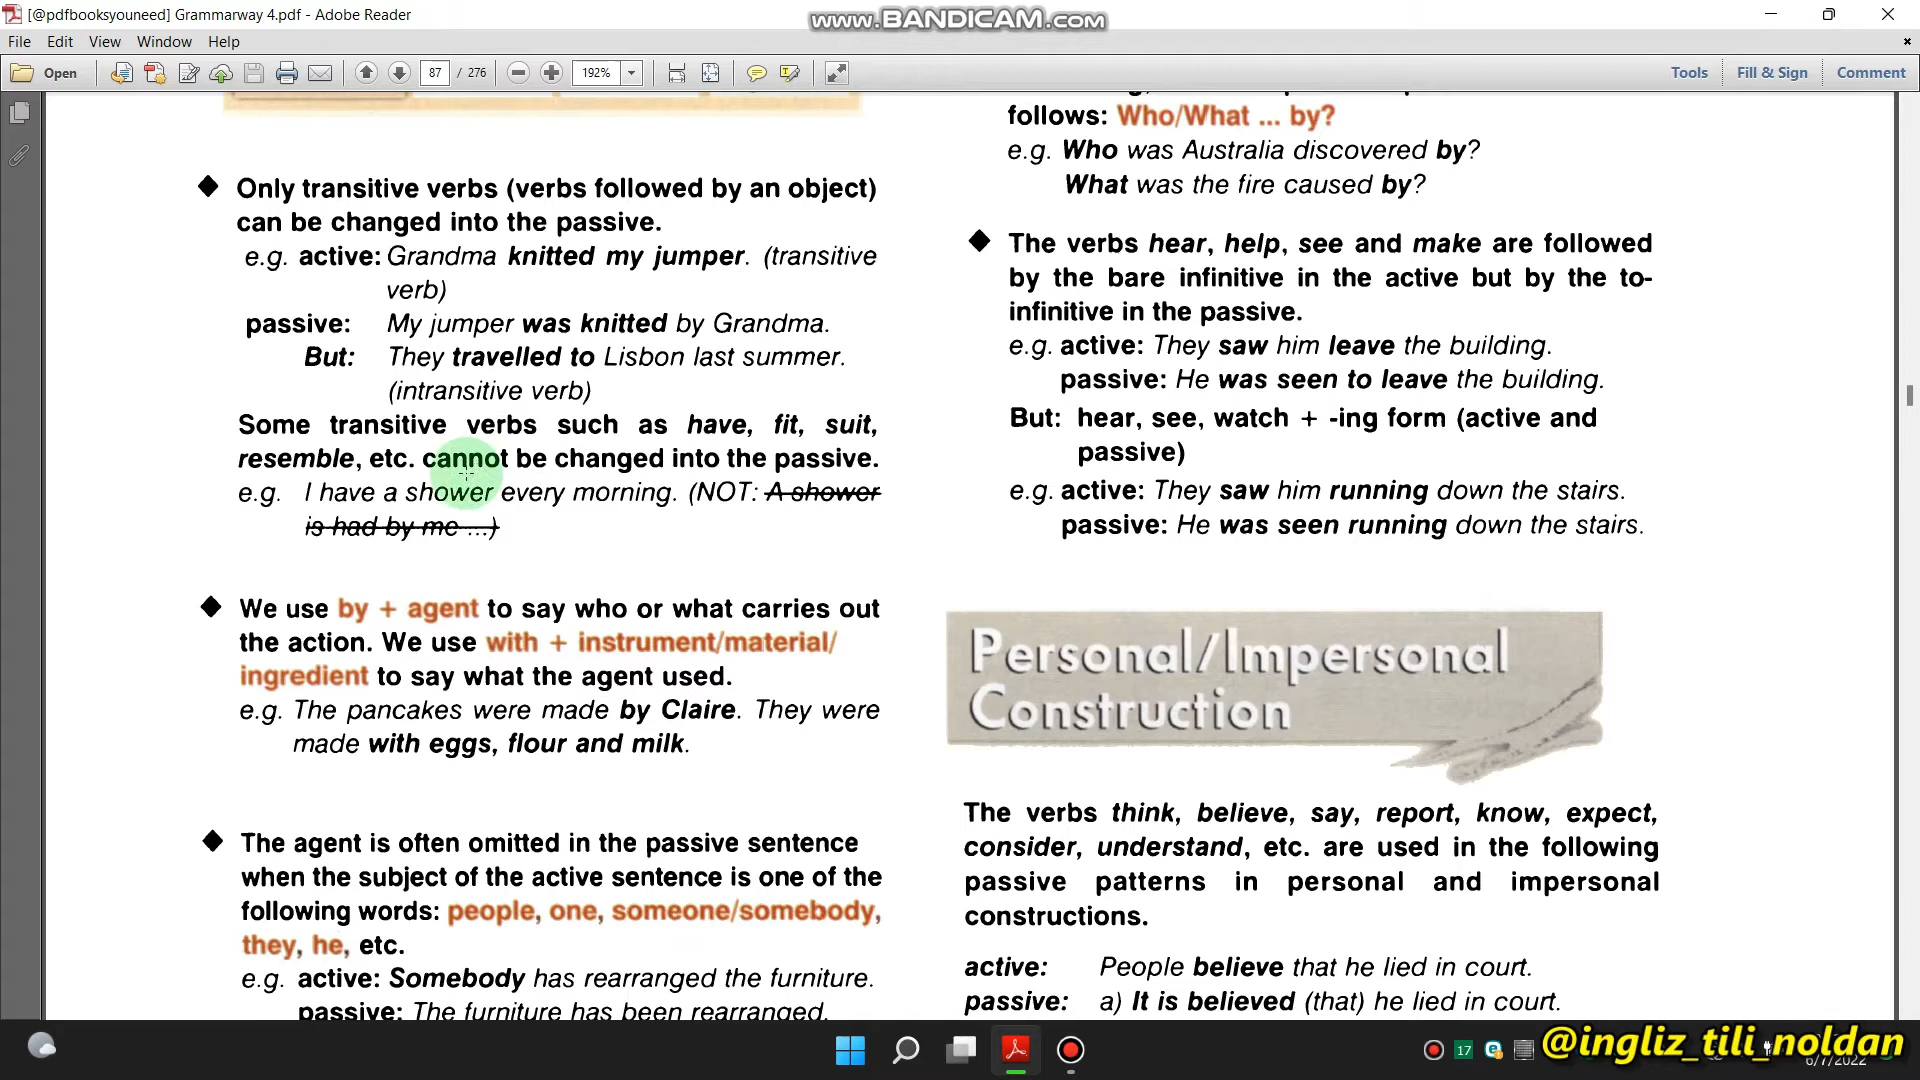 [@pdfbooksyouneed] Grammarway 4.pdf - Adobe Reader
www.BANDICAM.com
File Edit View Window Help
Open 87 / 276 192% Tools Fill & Sign Comment
◆ Only transitive verbs (verbs followed by an object)
can be changed into the passive.
e.g. active: Grandma knitted my jumper. (transitive
verb)
passive: My jumper was knitted by Grandma.
But: They travelled to Lisbon last summer.
(intransitive verb)
Some transitive verbs such as have, fit, suit,
resemble, etc. cannot be changed into the passive.
e.g. I have a shower every morning. (NOT: A shower
is had by me ...)
◆ We use by + agent to say who or what carries out
the action. We use with + instrument/material/
ingredient to say what the agent used.
e.g. The pancakes were made by Claire. They were
made with eggs, flour and milk.
◆ The agent is often omitted in the passive sentence
when the subject of the active sentence is one of the
following words: people, one, someone/somebody,
they, he, etc.
e.g. active: Somebody has rearranged the furniture.
passive: The furniture has been rearranged.
follows: Who/What ... by?
e.g. Who was Australia discovered by?
What was the fire caused by?
◆ The verbs hear, help, see and make are followed
by the bare infinitive in the active but by the to-
infinitive in the passive.
e.g. active: They saw him leave the building.
passive: He was seen to leave the building.
But: hear, see, watch + -ing form (active and
passive)
e.g. active: They saw him running down the stairs.
passive: He was seen running down the stairs.
Personal/Impersonal
Construction
The verbs think, believe, say, report, know, expect,
consider, understand, etc. are used in the following
passive patterns in personal and impersonal
constructions.
active: People believe that he lied in court.
passive: a) It is believed (that) he lied in court.
17
@ingliz_tili_noldan
6/7/2022